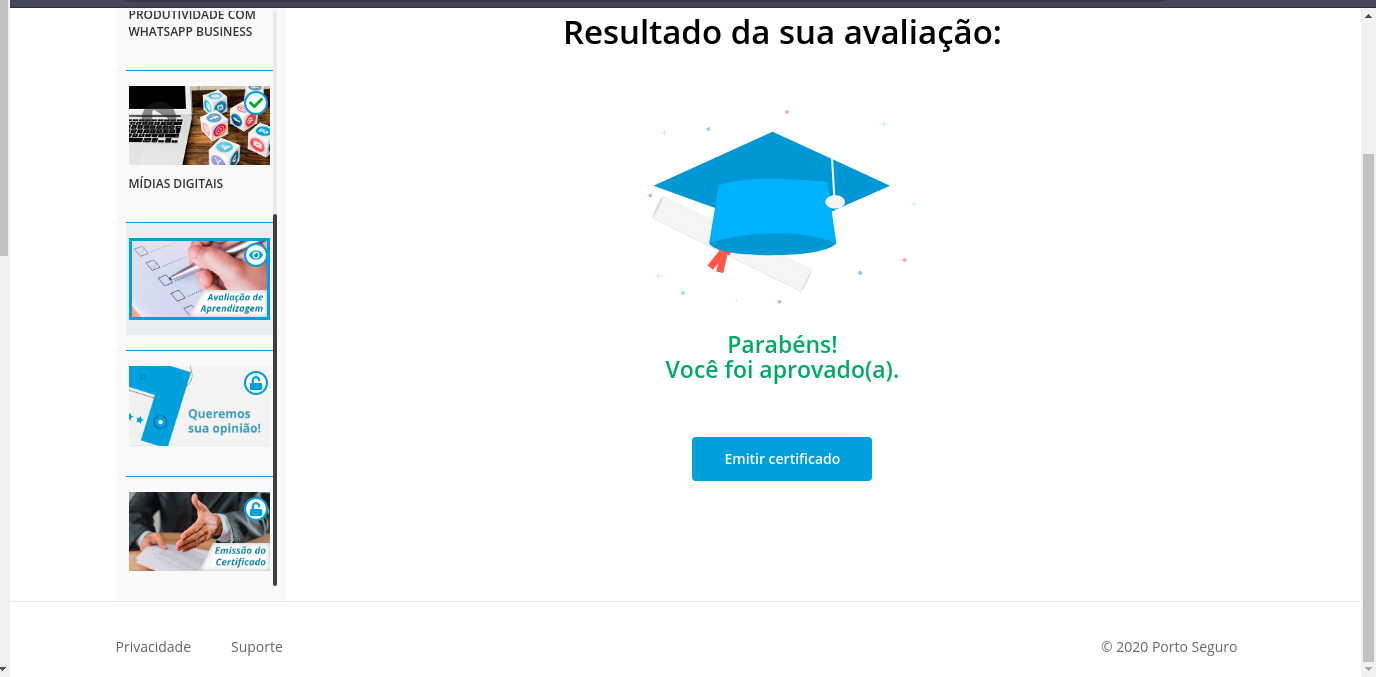 PRODUTIVIDADE COM
WHATSAPP BUSINESS
MÍDIAS DIGITAIS
Avaliação de
Aprendizagem
Queremos
sua opinião!
Emissão do
Certificado
Resultado da sua avaliação:
Parabéns!
Você foi aprovado(a).
Emitir certificado
Privacidade
Suporte
© 2020 Porto Seguro